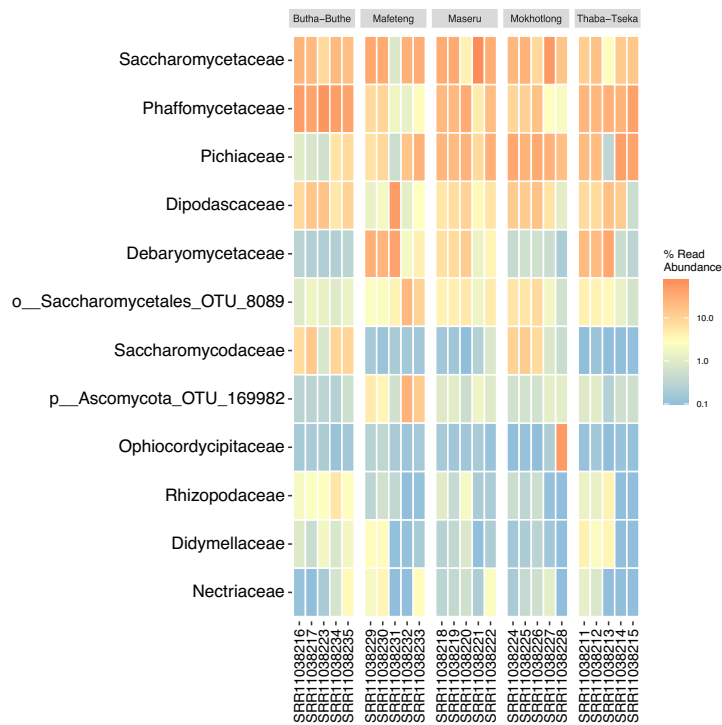 Butha−Buthe
Mafeteng
Maseru
Mokhotlong
Thaba−Tseka
Saccharomycetaceae
Phaffomycetaceae
Pichiaceae
Dipodascaceae
Debaryomycetaceae
o__Saccharomycetales_OTU_8089
Saccharomycodaceae
p__Ascomycota_OTU_169982
Ophiocordycipitaceae
Rhizopodaceae
Didymellaceae
Nectriaceae
% Read
Abundance
10.0
1.0
0.1
SRR11038216
SRR11038217
SRR11038223
SRR11038234
SRR11038235
SRR11038229
SRR11038230
SRR11038231
SRR11038232
SRR11038233
SRR11038218
SRR11038219
SRR11038220
SRR11038221
SRR11038222
SRR11038224
SRR11038225
SRR11038226
SRR11038227
SRR11038228
SRR11038211
SRR11038212
SRR11038213
SRR11038214
SRR11038215